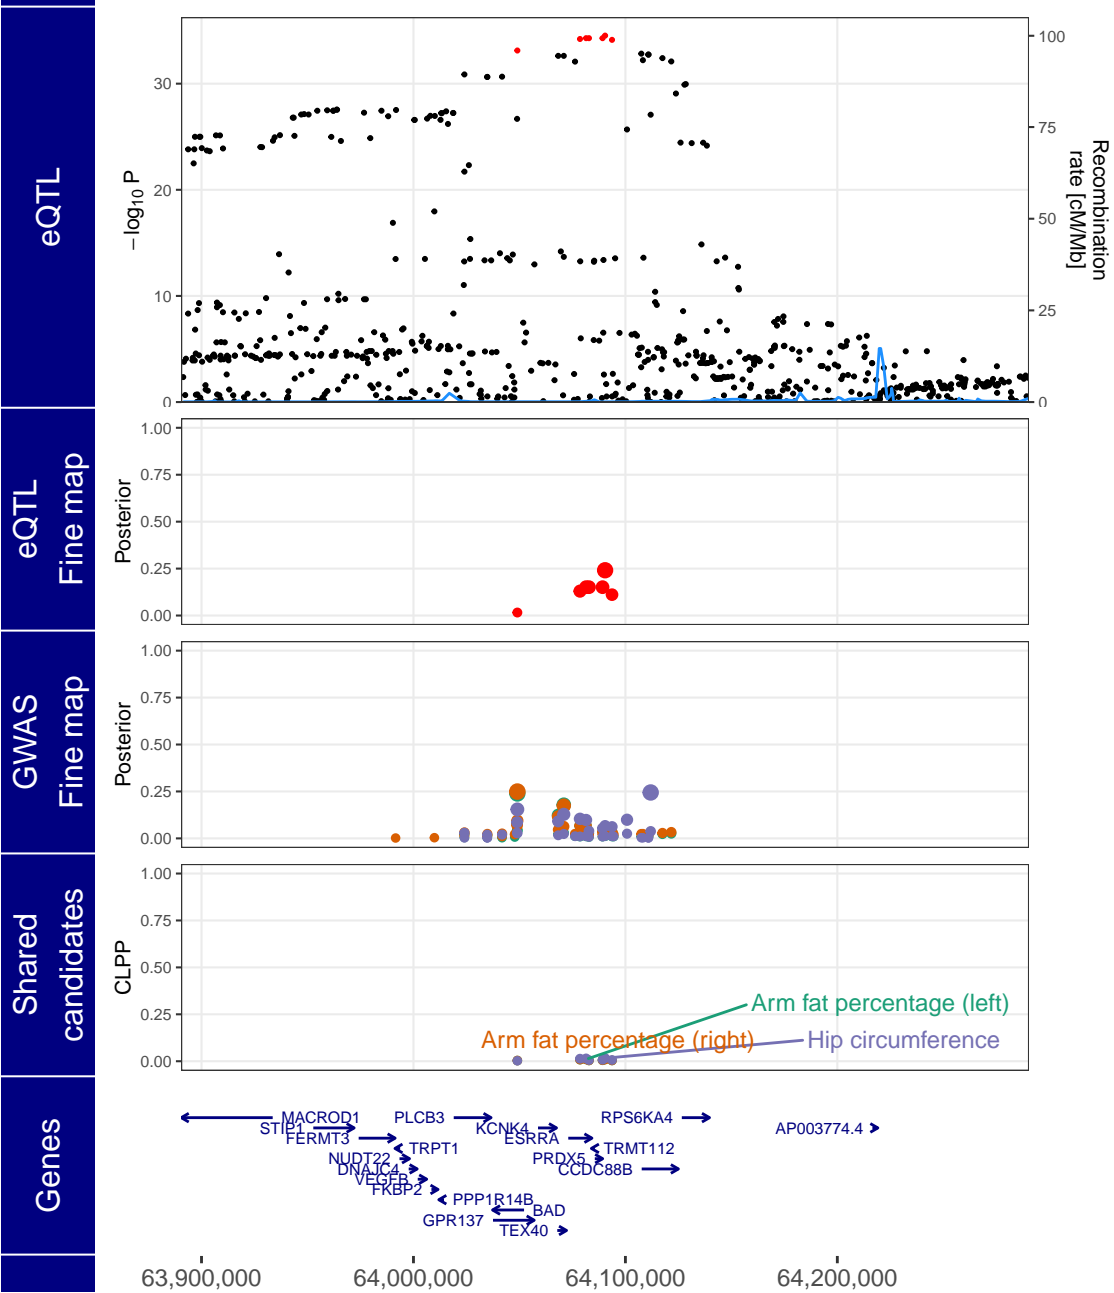 eQTL
−log10 P
30
20
10
0
100
75
50
25
0
Recombination
rate [cM/Mb]
eQTL
Fine map
Posterior
1.00
0.75
0.50
0.25
0.00
GWAS
Fine map
Posterior
1.00
0.75
0.50
0.25
0.00
Shared
candidates
CLPP
1.00
0.75
0.50
0.25
0.00
Arm fat percentage (left)
Arm fat percentage (right)
Hip circumference
Genes
MACROD1
PLCB3
RPS6KA4
STIP1
KCNK4
AP003774.4
FERMT3
ESRRA
TRPT1
TRMT112
NUDT22
PRDX5
DNAJC4
CCDC88B
VEGFB
FKBP2
PPP1R14B
BAD
GPR137
TEX40
63,900,000
64,000,000
64,100,000
64,200,000